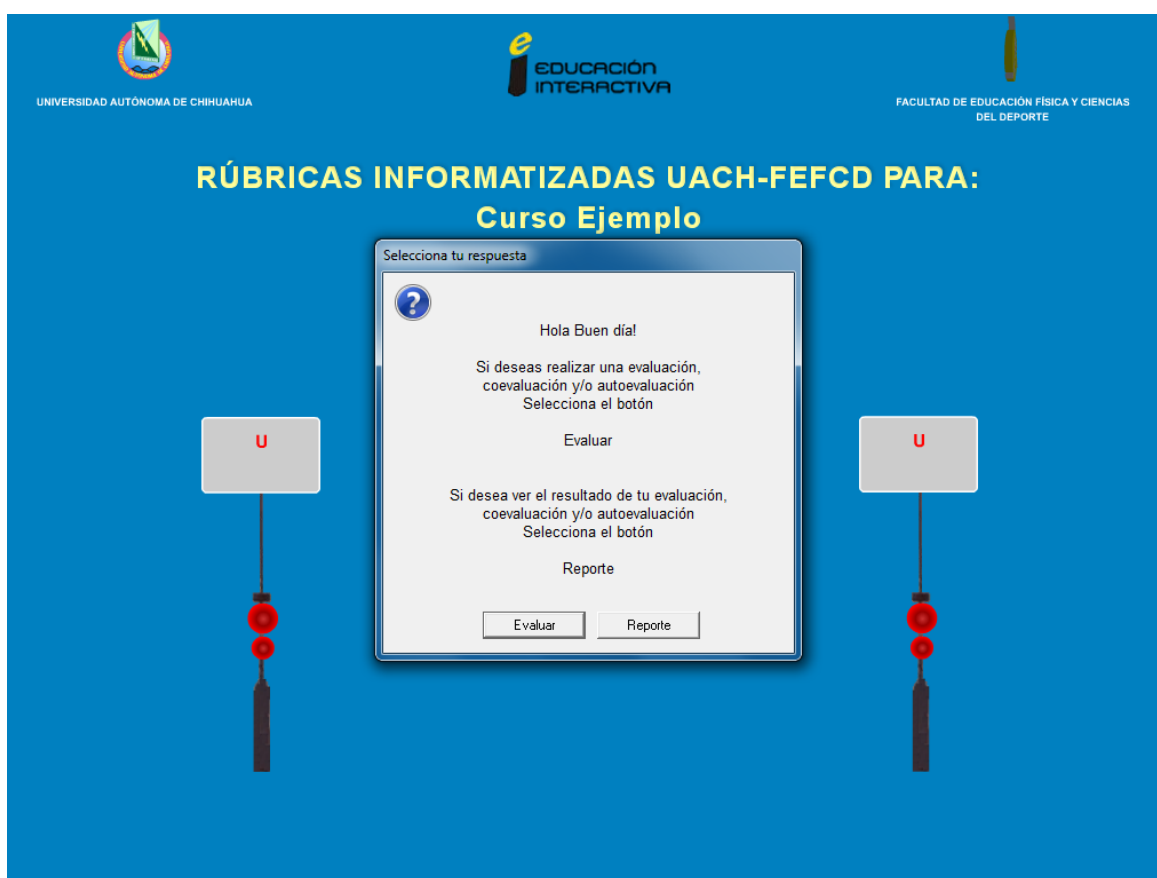 UNIVERSIDAD AUTÓNOMA DE CHIHUAHUA
e
EDUCACIÓN
INTERACTIVA
FACULTAD DE EDUCACIÓN FÍSICA Y CIENCIAS
DEL DEPORTE
RÚBRICAS INFORMATIZADAS UACH-FEFCD PARA:
Curso Ejemplo
Selecciona tu respuesta
?
Hola Buen día!
Si deseas realizar una evaluación,
coevaluación y/o autoevaluación
Selecciona el botón
Evaluar
Si desea ver el resultado de tu evaluación,
coevaluación y/o autoevaluación
Selecciona el botón
Reporte
Evaluar
Reporte
U
U